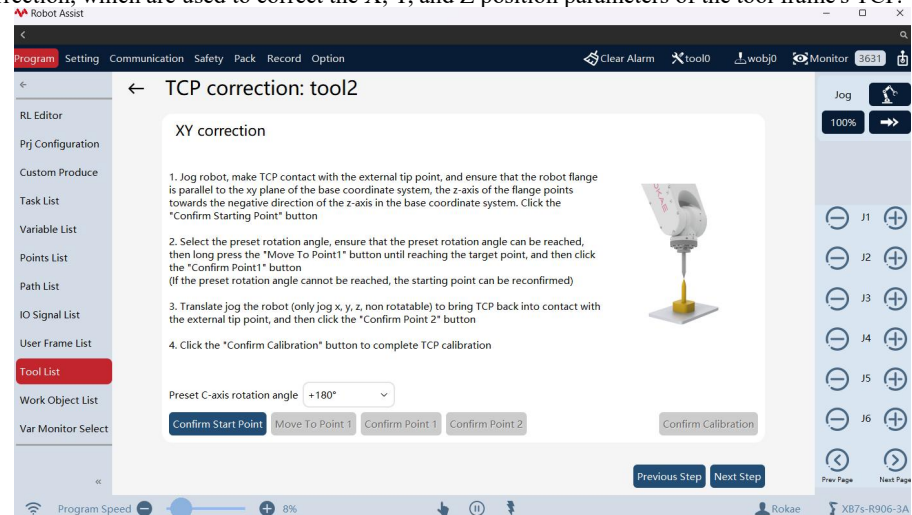 rection, which are used to correct the X, Y, and Z position parameters of the tool frame's TCP.
Robot Assist
Program Setting Communication Safety Pack Record Option Clear Alarm tool0 wobj0 Monitor 3631
TCP correction: tool2
Jog
100%
RL Editor
Prj Configuration
Custom Produce
Task List
Variable List
Points List
Path List
IO Signal List
User Frame List
Tool List
Work Object List
Var Monitor Select
XY correction
1. Jog robot, make TCP contact with the external tip point, and ensure that the robot flange
is parallel to the xy plane of the base coordinate system, the z-axis of the flange points
towards the negative direction of the z-axis in the base coordinate system. Click the
"Confirm Starting Point" button
2. Select the preset rotation angle, ensure that the preset rotation angle can be reached,
then long press the "Move To Point1" button until reaching the target point, and then click
the "Confirm Point1" button
(If the preset rotation angle cannot be reached, the starting point can be reconfirmed)
3. Translate jog the robot (only jog x, y, z, non rotatable) to bring TCP back into contact with
the external tip point, and then click the "Confirm Point 2" button
4. Click the "Confirm Calibration" button to complete TCP calibration
ROKAE
Preset C-axis rotation angle +180°
Confirm Start Point Move To Point 1 Confirm Point 1 Confirm Point 2 Confirm Calibration
Previous Step Next Step
J1
J2
J3
J4
J5
J6
Prev Page Next Page
Program Speed 8% Rokae XB7s-R906-3A